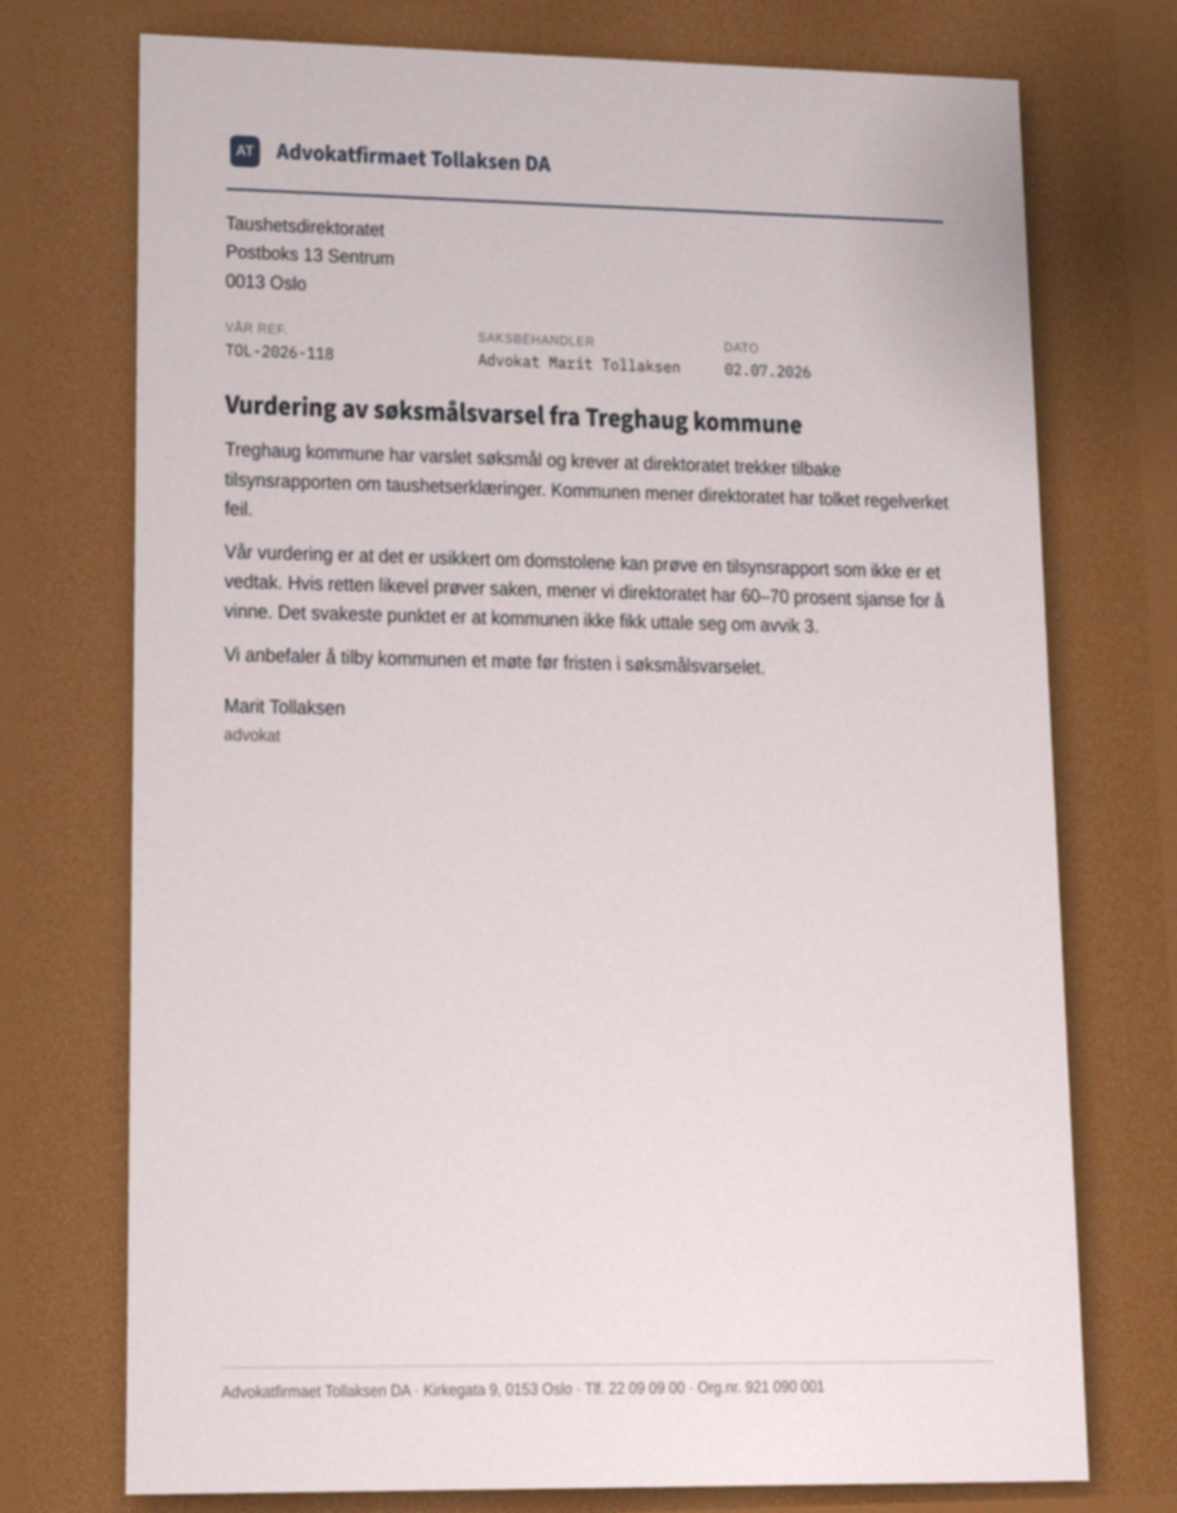 AT Advokatfirmaet Tollaksen DA
Taushetsdirektoratet
Postboks 13 Sentrum
0013 Oslo
VÅR REF. SAKSBEHANDLER DATO
TOL-2026-118 Advokat Marit Tollaksen 02.07.2026
Vurdering av søksmålsvarsel fra Treghaug kommune
Treghaug kommune har varslet søksmål og krever at direktoratet trekker tilbake
tilsynsrapporten om taushetserklæringer. Kommunen mener direktoratet har tolket regelverket
feil.
Vår vurdering er at det er usikkert om domstolene kan prøve en tilsynsrapport som ikke er et
vedtak. Hvis retten likevel prøver saken, mener vi direktoratet har 60–70 prosent sjanse for å
vinne. Det svakeste punktet er at kommunen ikke fikk uttale seg om avvik 3.
Vi anbefaler å tilby kommunen et møte før fristen i søksmålsvarselet.
Marit Tollaksen
advokat
Advokatfirmaet Tollaksen DA · Kirkegata 9, 0153 Oslo · Tlf. 22 09 09 00 · Org.nr. 921 090 001